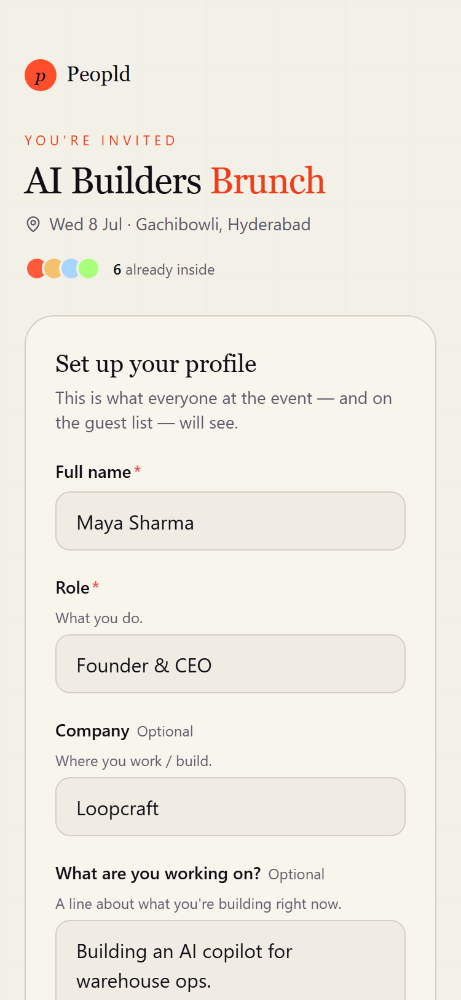 p Peopld
YOU'RE INVITED
AI Builders Brunch
Wed 8 Jul · Gachibowli, Hyderabad
6 already inside
Set up your profile
This is what everyone at the event — and on
the guest list — will see.
Full name*
Maya Sharma
Role*
What you do.
Founder & CEO
Company Optional
Where you work / build.
Loopcraft
What are you working on? Optional
A line about what you're building right now.
Building an AI copilot for
warehouse ops.